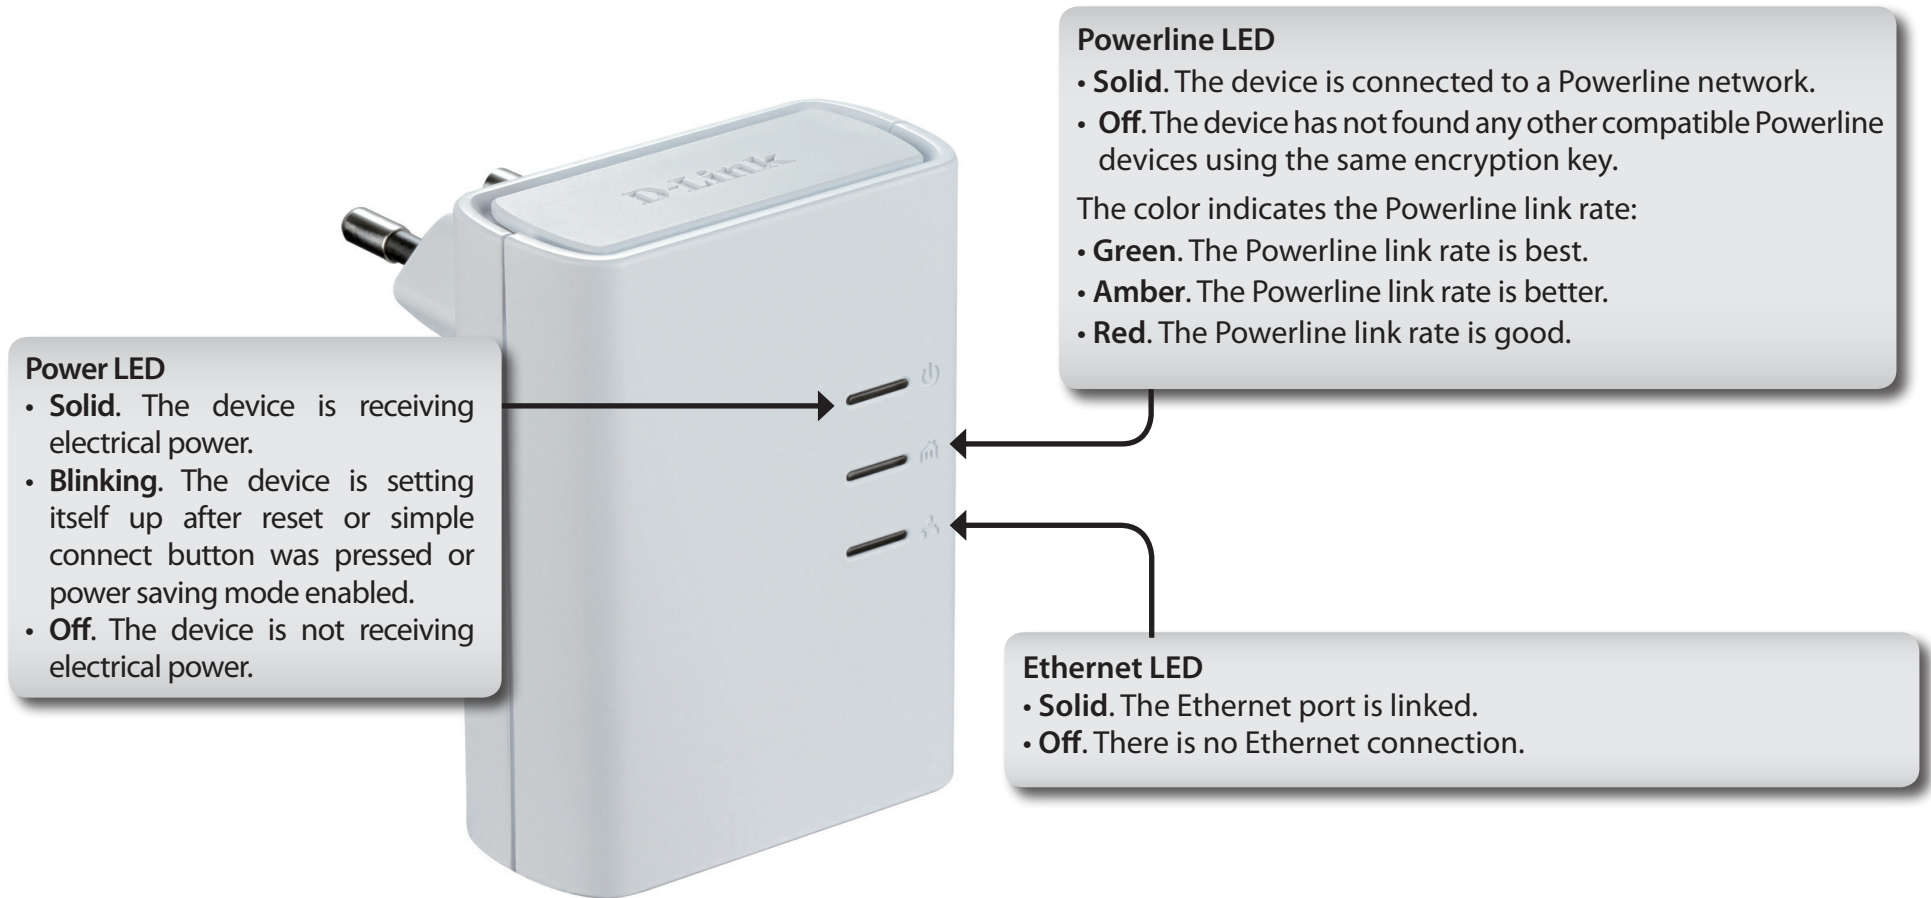 D-Link
Power LED
• Solid. The device is receiving
electrical power.
• Blinking. The device is setting
itself up after reset or simple
connect button was pressed or
power saving mode enabled.
• Off. The device is not receiving
electrical power.
Powerline LED
• Solid. The device is connected to a Powerline network.
• Off. The device has not found any other compatible Powerline
devices using the same encryption key.
The color indicates the Powerline link rate:
• Green. The Powerline link rate is best.
• Amber. The Powerline link rate is better.
• Red. The Powerline link rate is good.
Ethernet LED
• Solid. The Ethernet port is linked.
• Off. There is no Ethernet connection.